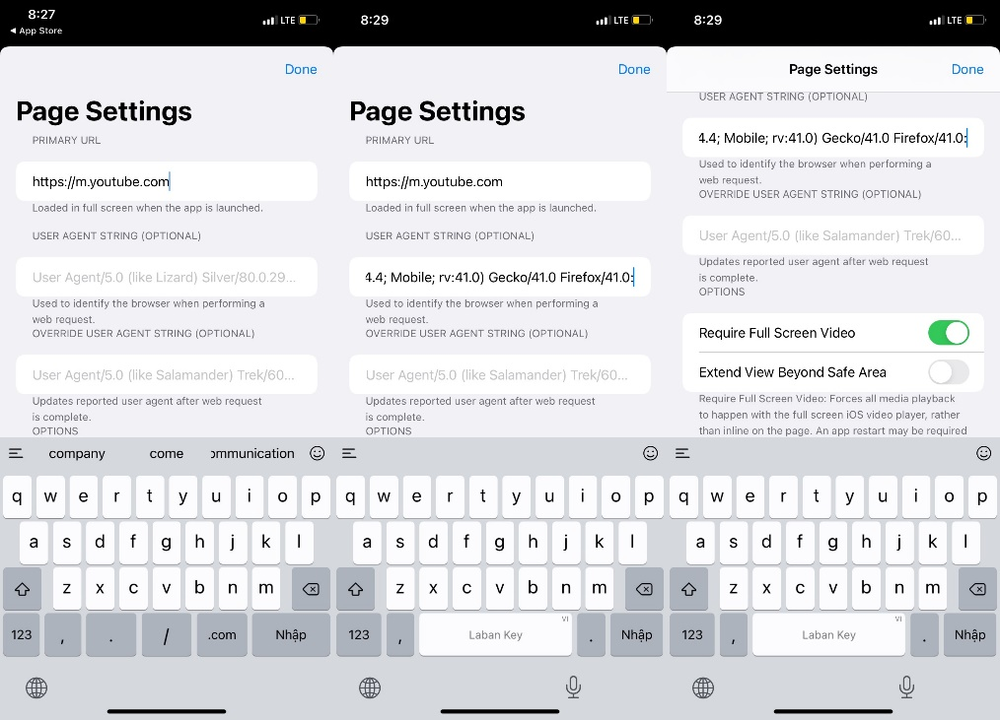 8:27
LTE
◀ App Store
Done
Page Settings
PRIMARY URL
https://m.youtube.com
Loaded in full screen when the app is launched.
USER AGENT STRING (OPTIONAL)
User Agent/5.0 (like Lizard) Silver/80.0.29...
Used to identify the browser when performing a
web request.
OVERRIDE USER AGENT STRING (OPTIONAL)
User Agent/5.0 (like Salamander) Trek/60...
Updates reported user agent after web request
is complete.
OPTIONS
company come ommunication
q w e r t y u i o p
a s d f g h j k l
z x c v b n m
123 , . / .com Nhập
8:29
LTE
Done
Page Settings
PRIMARY URL
https://m.youtube.com
Loaded in full screen when the app is launched.
USER AGENT STRING (OPTIONAL)
4.4; Mobile; rv:41.0) Gecko/41.0 Firefox/41.0:
Used to identify the browser when performing a
web request.
OVERRIDE USER AGENT STRING (OPTIONAL)
User Agent/5.0 (like Salamander) Trek/60...
Updates reported user agent after web request
is complete.
OPTIONS
q w e r t y u i o p
a s d f g h j k l
z x c v b n m
123 , Laban Key VI . Nhập
8:29
LTE
Page Settings Done
USER AGENT STRING (OPTIONAL)
4.4; Mobile; rv:41.0) Gecko/41.0 Firefox/41.0:
Used to identify the browser when performing a
web request.
OVERRIDE USER AGENT STRING (OPTIONAL)
User Agent/5.0 (like Salamander) Trek/60...
Updates reported user agent after web request
is complete.
OPTIONS
Require Full Screen Video
Extend View Beyond Safe Area
Require Full Screen Video: Forces all media playback
to happen with the full screen iOS video player, rather
than inline on the page. An app restart may be required
q w e r t y u i o p
a s d f g h j k l
z x c v b n m
123 , Laban Key VI . Nhập